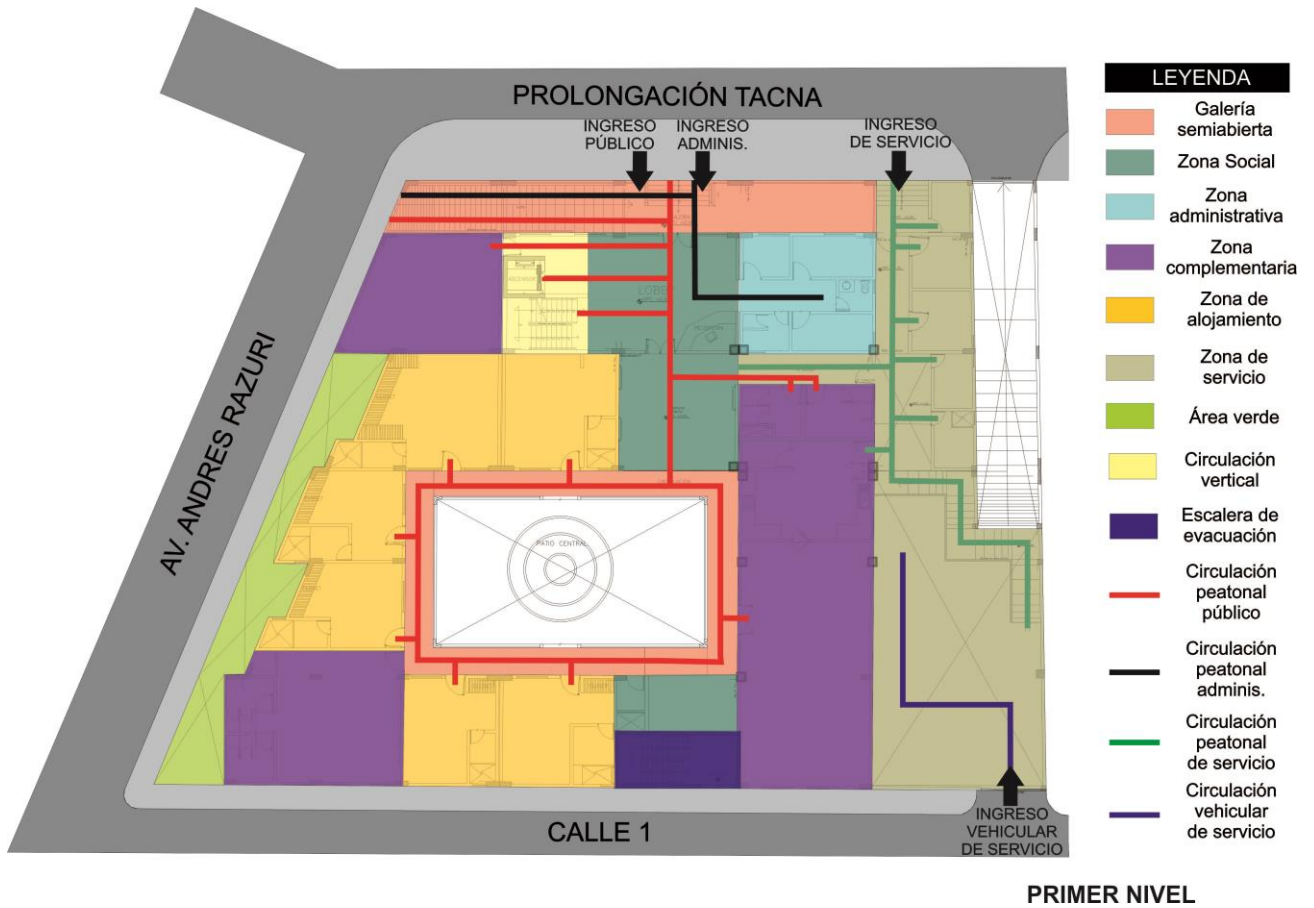 PROLONGACIÓN TACNA
INGRESO
PÚBLICO
INGRESO
ADMINIS.
INGRESO
DE SERVICIO
AV. ANDRES RAZURI
ASCENSOR
LOBBY
RECEPCION
PATIO CENTRAL
CALLE 1
INGRESO
VEHICULAR
DE SERVICIO
LEYENDA
Galería
semiabierta
Zona Social
Zona
administrativa
Zona
complementaria
Zona de
alojamiento
Zona de
servicio
Área verde
Circulación
vertical
Escalera de
evacuación
Circulación
peatonal
público
Circulación
peatonal
adminis.
Circulación
peatonal
de servicio
Circulación
vehicular
de servicio
PRIMER NIVEL